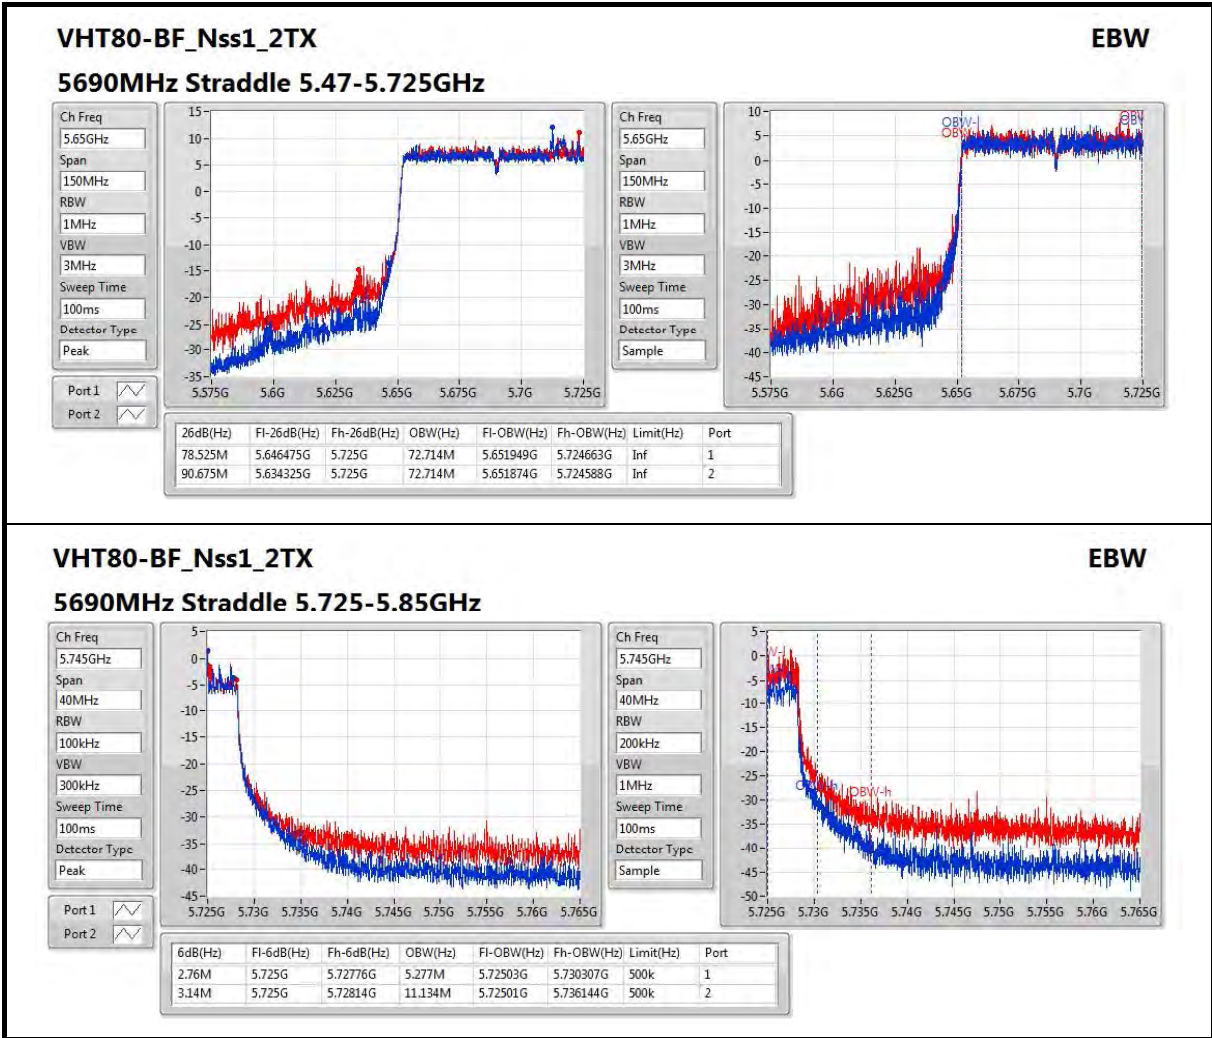 VHT80-BF_Nss1_2TX
EBW
5690MHz Straddle 5.47-5.725GHz
Ch Freq
5.65GHz
Span
150MHz
RBW
1MHz
VBW
3MHz
Sweep Time
100ms
Detector Type
Peak
Port 1
Port 2
15
10
5
0
-5
-10
-15
-20
-25
-30
-35
5.575G 5.6G 5.625G 5.65G 5.675G 5.7G 5.725G
Ch Freq
5.65GHz
Span
150MHz
RBW
1MHz
VBW
3MHz
Sweep Time
100ms
Detector Type
Sample
10
5
0
-5
-10
-15
-20
-25
-30
-35
-40
-45
OBW-l
5.575G 5.6G 5.625G 5.65G 5.675G 5.7G 5.725G
26dB(Hz) Fl-26dB(Hz) Fh-26dB(Hz) OBW(Hz) Fl-OBW(Hz) Fh-OBW(Hz) Limit(Hz) Port
78.525M 5.646475G 5.725G 72.714M 5.651949G 5.724663G Inf 1
90.675M 5.634325G 5.725G 72.714M 5.651874G 5.724588G Inf 2
VHT80-BF_Nss1_2TX
EBW
5690MHz Straddle 5.725-5.85GHz
Ch Freq
5.745GHz
Span
40MHz
RBW
100kHz
VBW
300kHz
Sweep Time
100ms
Detector Type
Peak
Port 1
Port 2
5
0
-5
-10
-15
-20
-25
-30
-35
-40
-45
5.725G 5.73G 5.735G 5.74G 5.745G 5.75G 5.755G 5.76G 5.765G
Ch Freq
5.745GHz
Span
40MHz
RBW
200kHz
VBW
1MHz
Sweep Time
100ms
Detector Type
Sample
5
0
-5
-10
-15
-20
-25
-30
-35
-40
-45
-50
OBW-h
5.725G 5.73G 5.735G 5.74G 5.745G 5.75G 5.755G 5.76G 5.765G
6dB(Hz) Fl-6dB(Hz) Fh-6dB(Hz) OBW(Hz) Fl-OBW(Hz) Fh-OBW(Hz) Limit(Hz) Port
2.76M 5.725G 5.72776G 5.277M 5.72503G 5.730307G 500k 1
3.14M 5.725G 5.72814G 11.134M 5.72501G 5.736144G 500k 2